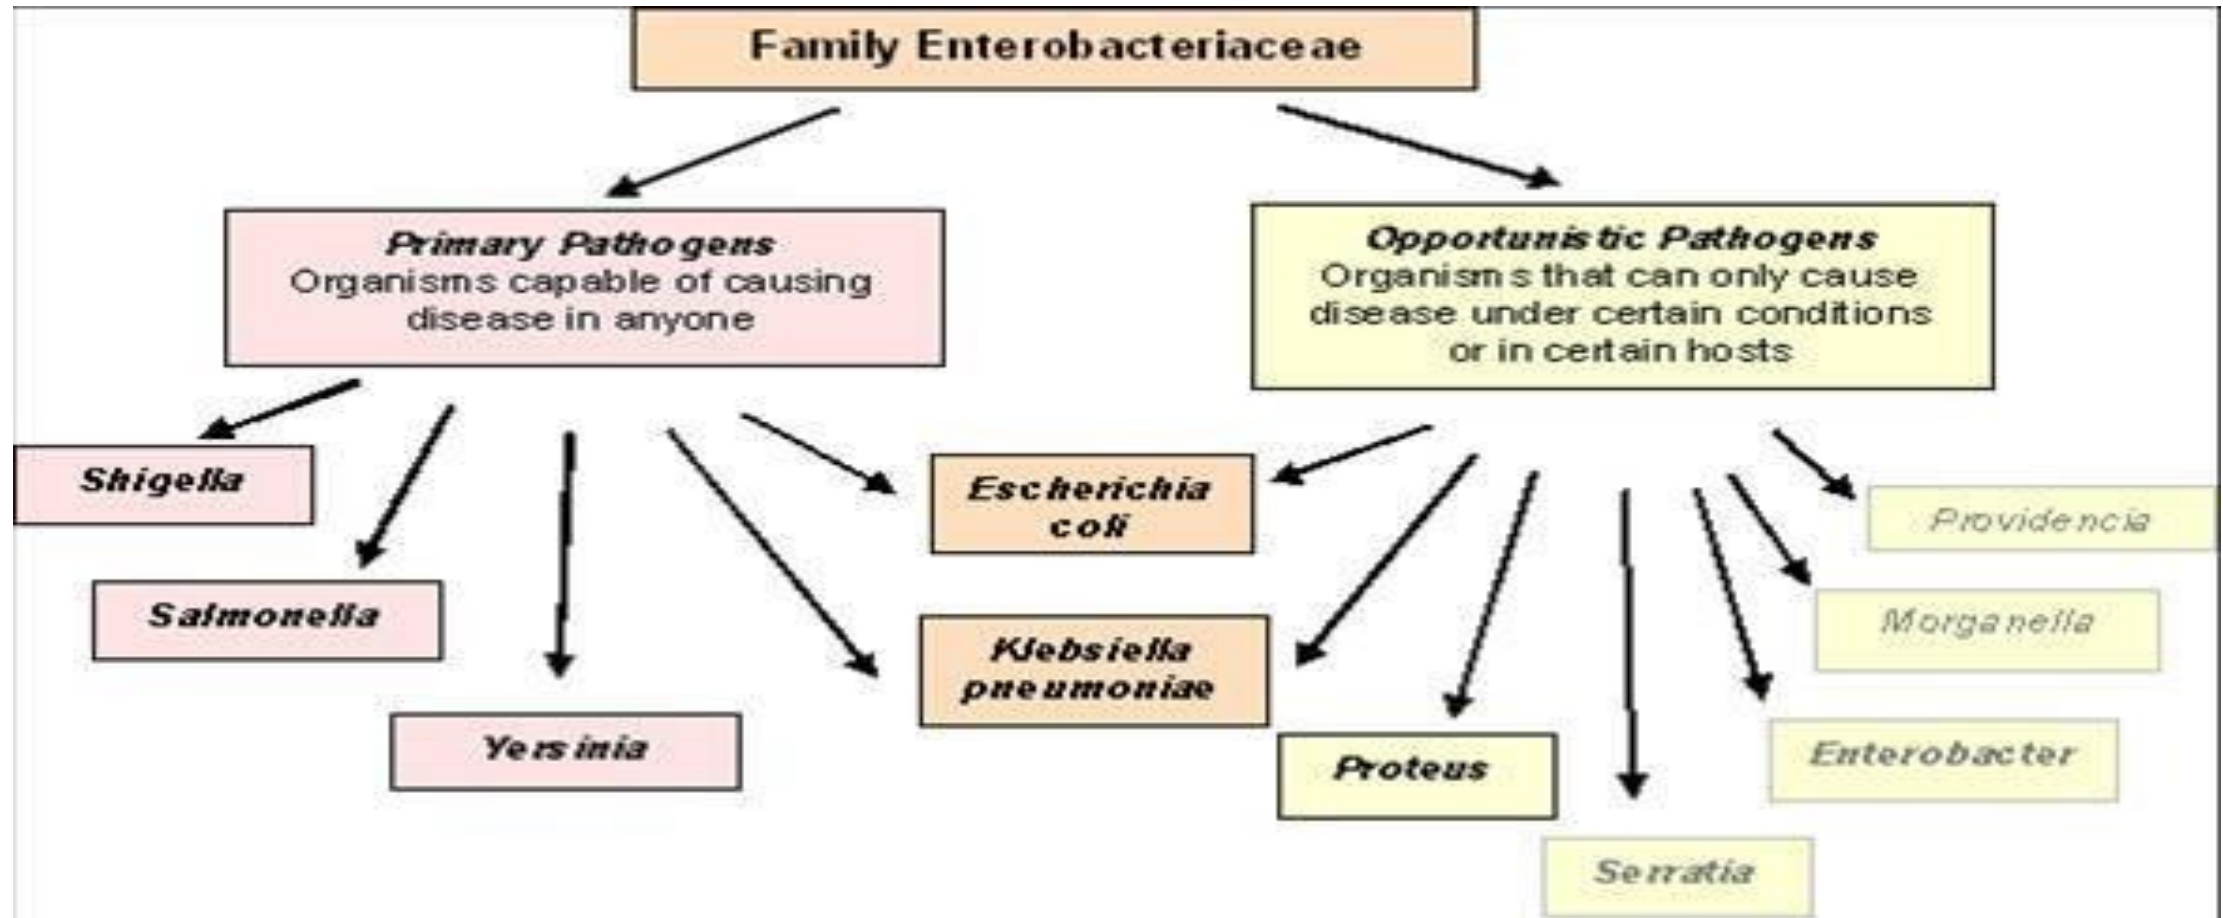 Family Enterobacteriaceae
Primary Pathogens
Organisms capable of causing
disease in anyone
Opportunistic Pathogens
Organisms that can only cause
disease under certain conditions
or in certain hosts
Shigella
Salmonella
Yersinia
Escherichia
coli
Klebsiella
pneumoniae
Proteus
Serratia
Enterobacter
Morganella
Providencia